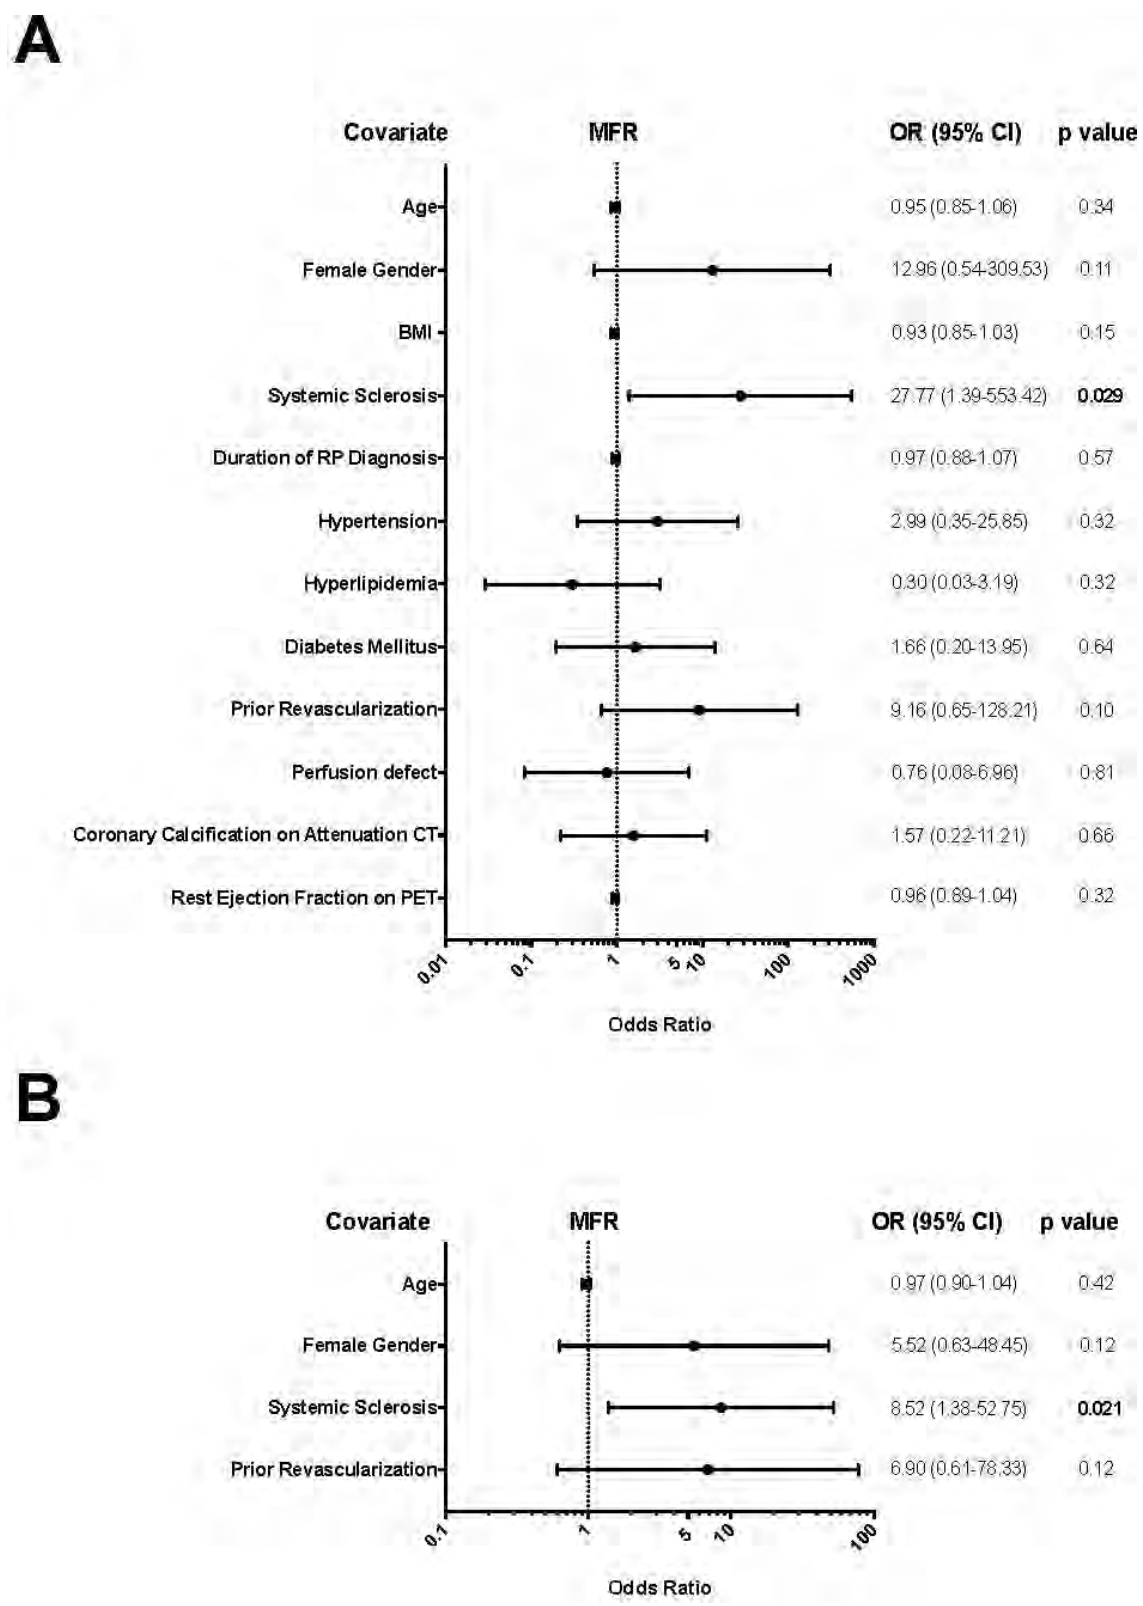 A
Covariate MFR OR (95% CI) p value
Age 0.95 (0.85-1.06) 0.34
Female Gender 12.96 (0.54-309.53) 0.11
BMI 0.93 (0.85-1.03) 0.15
Systemic Sclerosis 27.77 (1.39-553.42) 0.029
Duration of RP Diagnosis 0.97 (0.88-1.07) 0.57
Hypertension 2.99 (0.35-25.85) 0.32
Hyperlipidemia 0.30 (0.03-3.19) 0.32
Diabetes Mellitus 1.66 (0.20-13.95) 0.64
Prior Revascularization 9.16 (0.65-128.21) 0.10
Perfusion defect 0.76 (0.08-6.96) 0.81
Coronary Calcification on Attenuation CT 1.57 (0.22-11.21) 0.66
Rest Ejection Fraction on PET 0.96 (0.89-1.04) 0.32
0.01 0.1 1 5 10 100 1000
Odds Ratio
B
Covariate MFR OR (95% CI) p value
Age 0.97 (0.90-1.04) 0.42
Female Gender 5.52 (0.63-48.45) 0.12
Systemic Sclerosis 8.52 (1.38-52.75) 0.021
Prior Revascularization 6.90 (0.61-78.33) 0.12
0.1 1 5 10 100
Odds Ratio